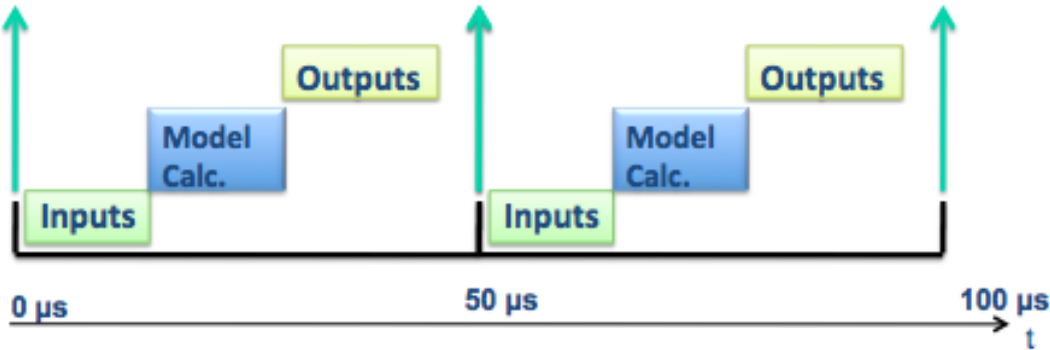 Outputs
Outputs
Model
Calc.
Model
Calc.
Inputs
Inputs
0 µs
50 µs
100 µs
t